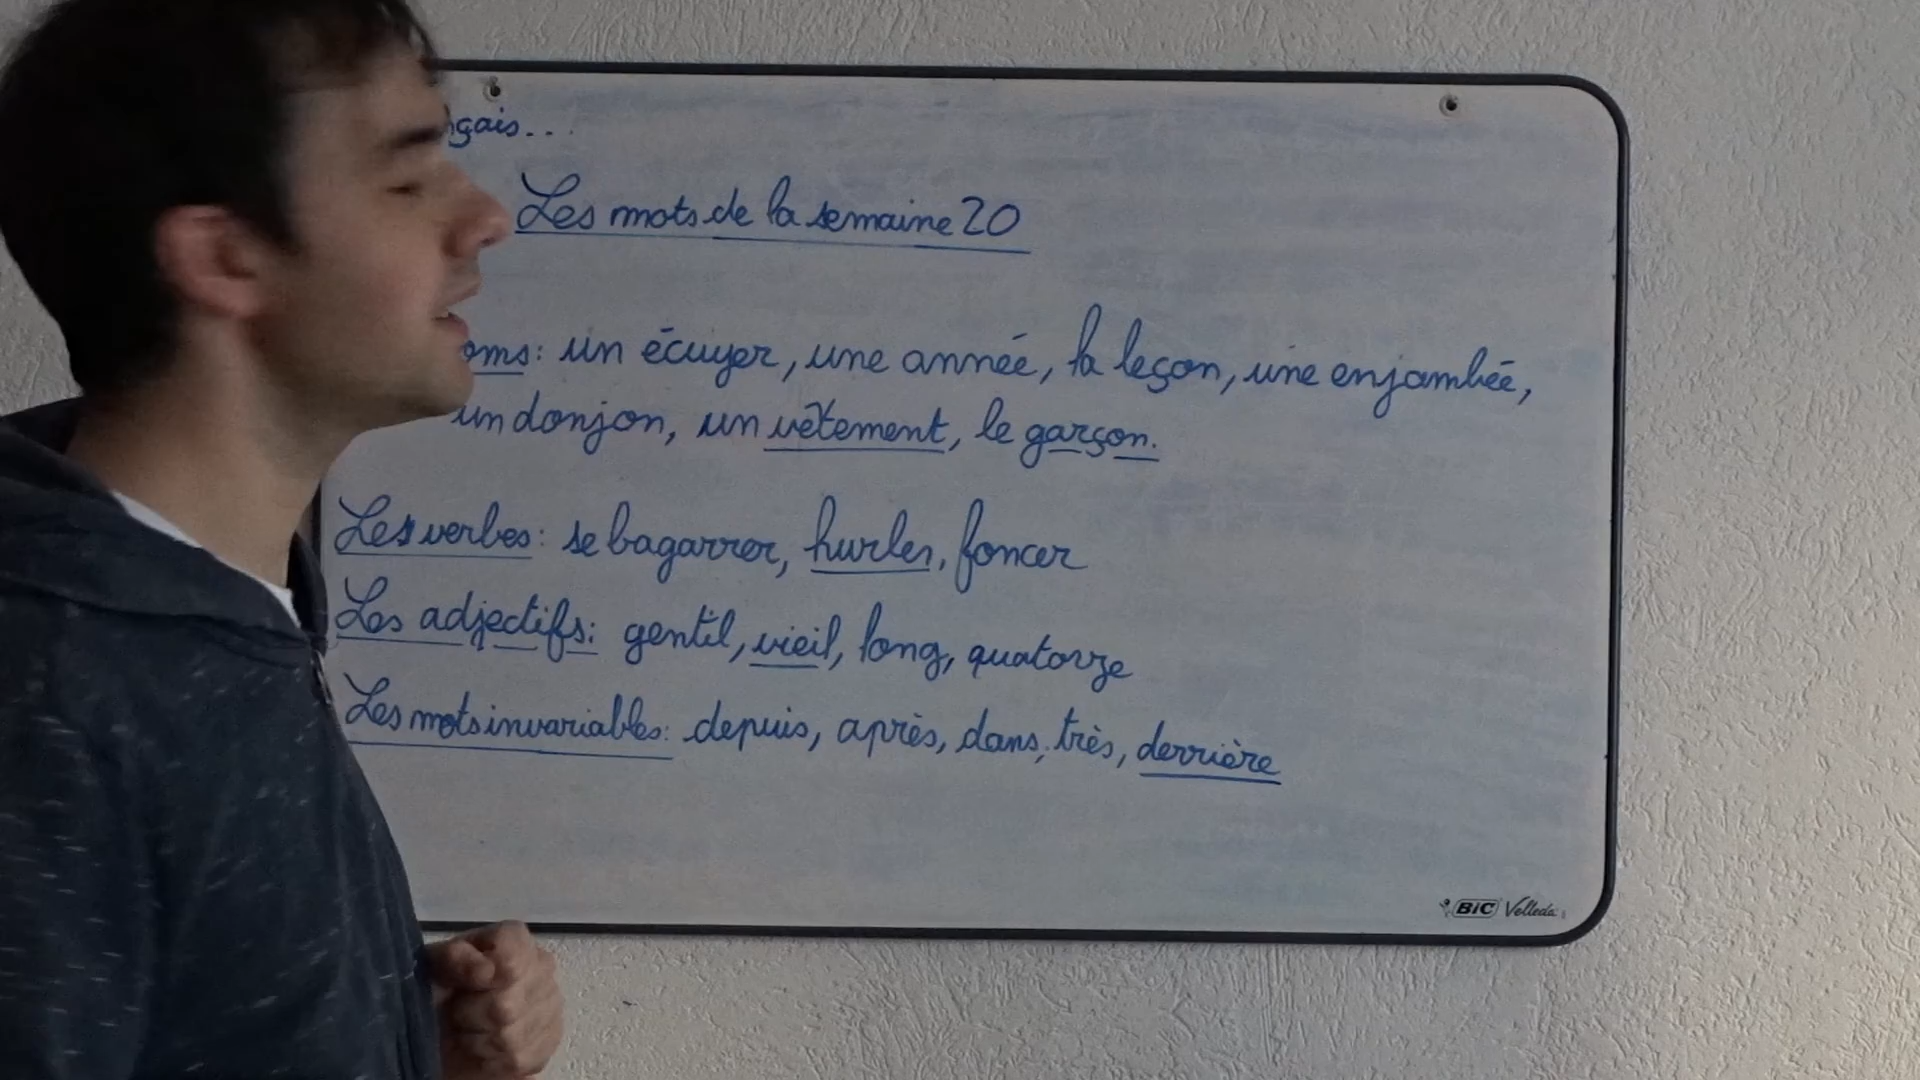 gais...
Les mots de la semaine 20
oms: un écuyer, une année, la leçon, une enjambée,
un donjon, un vêtement, le garçon.
Les verbes: se bagarrer, hurler, foncer
Les adjectifs: gentil, vieil, long, quatorze
Les mots invariables: depuis, après, dans, très, derrière
BIC Velleda